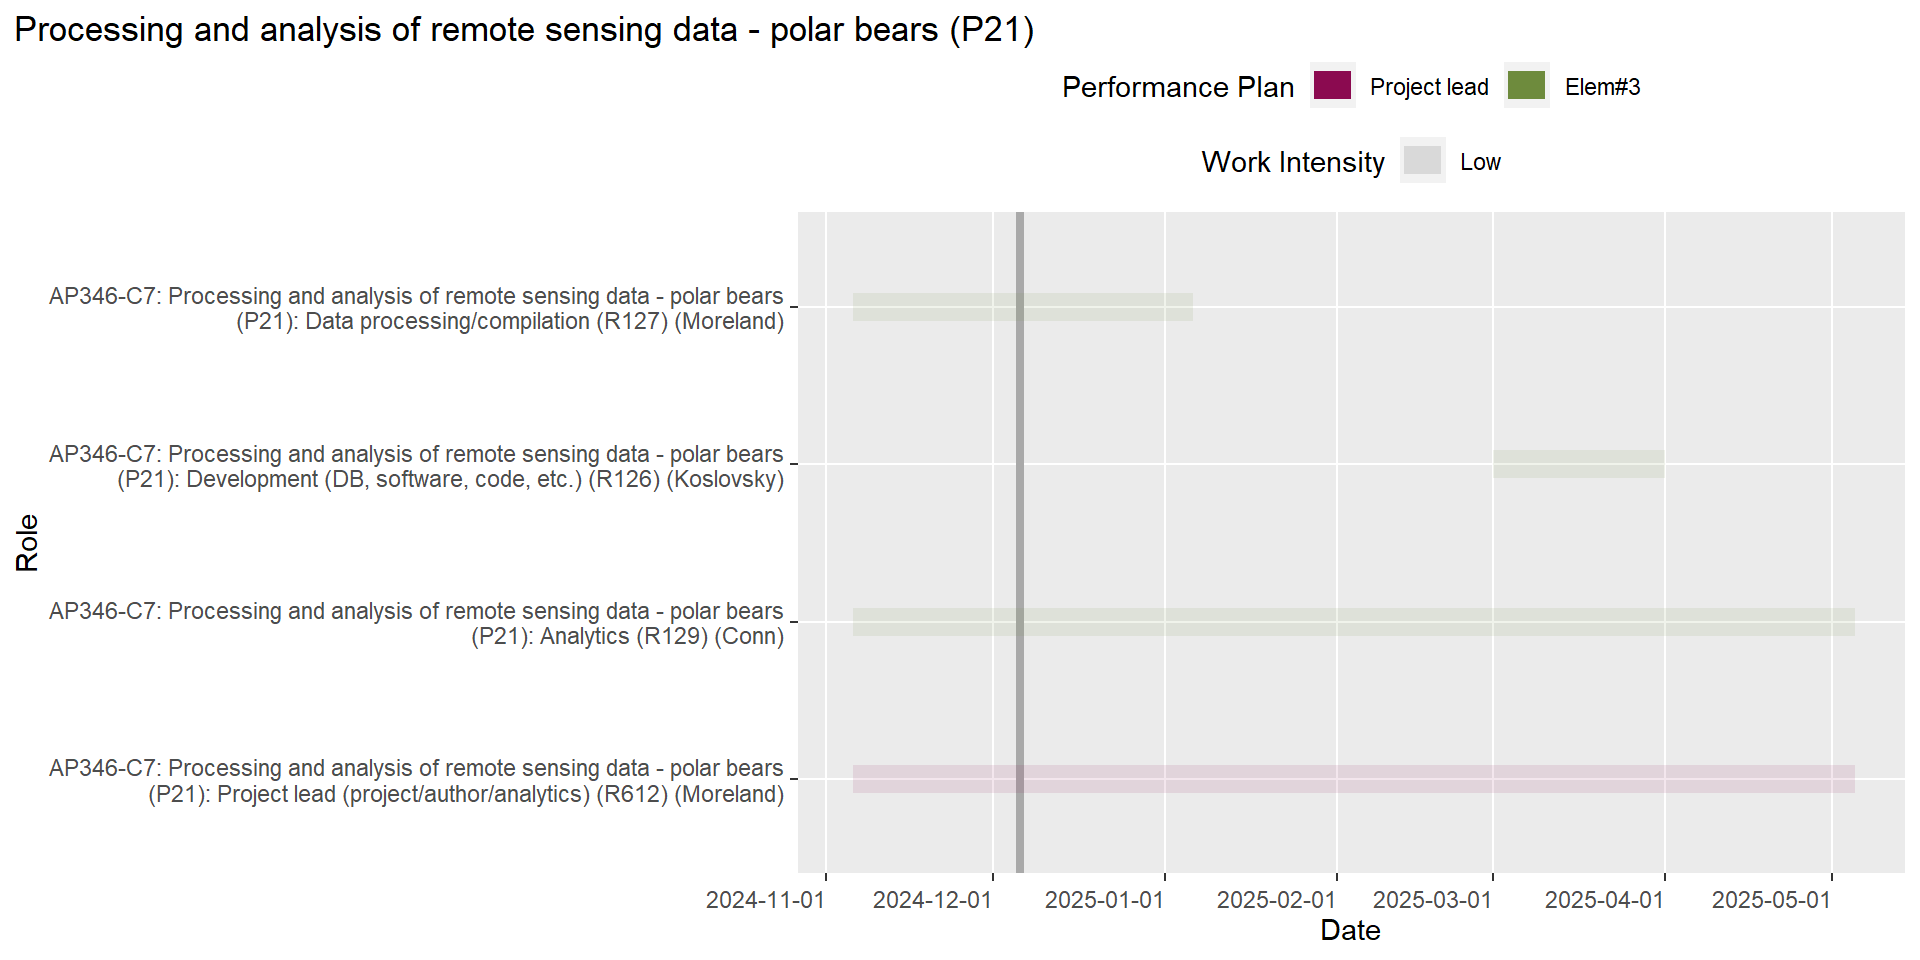 Processing and analysis of remote sensing data - polar bears (P21)
Performance Plan Project lead Elem#3
Work Intensity Low
AP346-C7: Processing and analysis of remote sensing data - polar bears
(P21): Data processing/compilation (R127) (Moreland)
AP346-C7: Processing and analysis of remote sensing data - polar bears
(P21): Development (DB, software, code, etc.) (R126) (Koslovsky)
Role
AP346-C7: Processing and analysis of remote sensing data - polar bears
(P21): Analytics (R129) (Conn)
AP346-C7: Processing and analysis of remote sensing data - polar bears
(P21): Project lead (project/author/analytics) (R612) (Moreland)
2024-11-01 2024-12-01 2025-01-01 2025-02-01 2025-03-01 2025-04-01 2025-05-01
Date